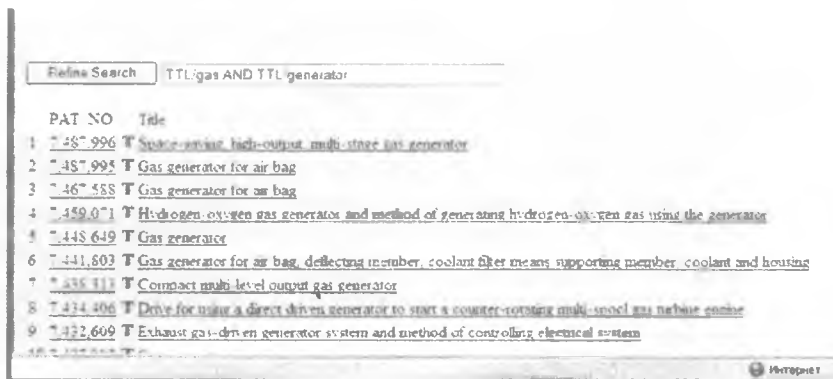 Refine Search TTL/gas AND TTL/generator
PAT. NO. Title
1 7,487,996 T Space-saving, high-output, multi-stage gas generator
2 7,487,995 T Gas generator for air bag
3 7,467,588 T Gas generator for air bag
4 7,459,071 T Hydrogen-oxygen gas generator and method of generating hydrogen-oxygen gas using the generator
5 7,448,649 T Gas generator
6 7,441,803 T Gas generator for air bag, deflecting member, coolant filter means supporting member, coolant and housing
7 T Compact multi-level output gas generator
8 7,434,406 T Drive for using a direct driven generator to start a counter-rotating multi-spool gas turbine engine
9 7,432,609 T Exhaust gas-driven generator system and method of controlling electrical system
Интернет